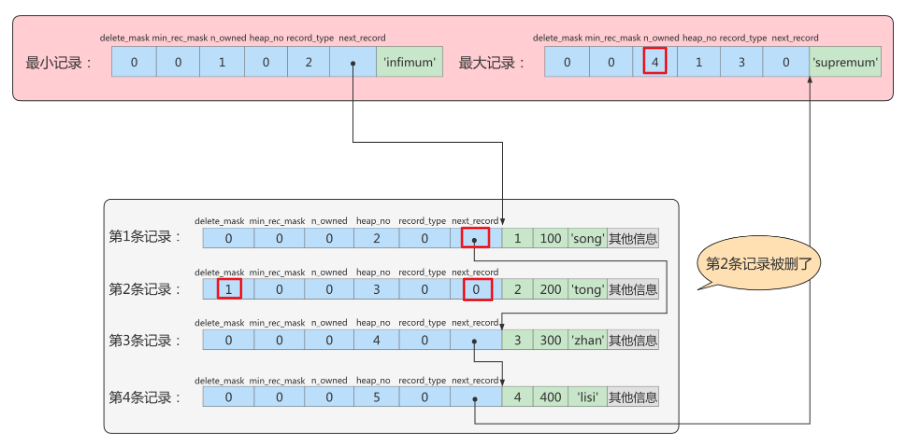 delete_mask min_rec_mask n_owned heap_no record_type next_record
最小记录： 0 0 1 0 2 'infimum'
delete_mask min_rec_mask n_owned heap_no record_type next_record
最大记录： 0 0 4 1 3 0 'supremum'
delete_mask min_rec_mask n_owned heap_no record_type next_record
第1条记录： 0 0 0 2 0 1 100 'song' 其他信息
delete_mask min_rec_mask n_owned heap_no record_type next_record
第2条记录： 1 0 0 3 0 0 2 200 'tong' 其他信息
第2条记录被删了
delete_mask min_rec_mask n_owned heap_no record_type next_record
第3条记录： 0 0 0 4 0 3 300 'zhan' 其他信息
delete_mask min_rec_mask n_owned heap_no record_type next_record
第4条记录： 0 0 0 5 0 4 400 'lisi' 其他信息